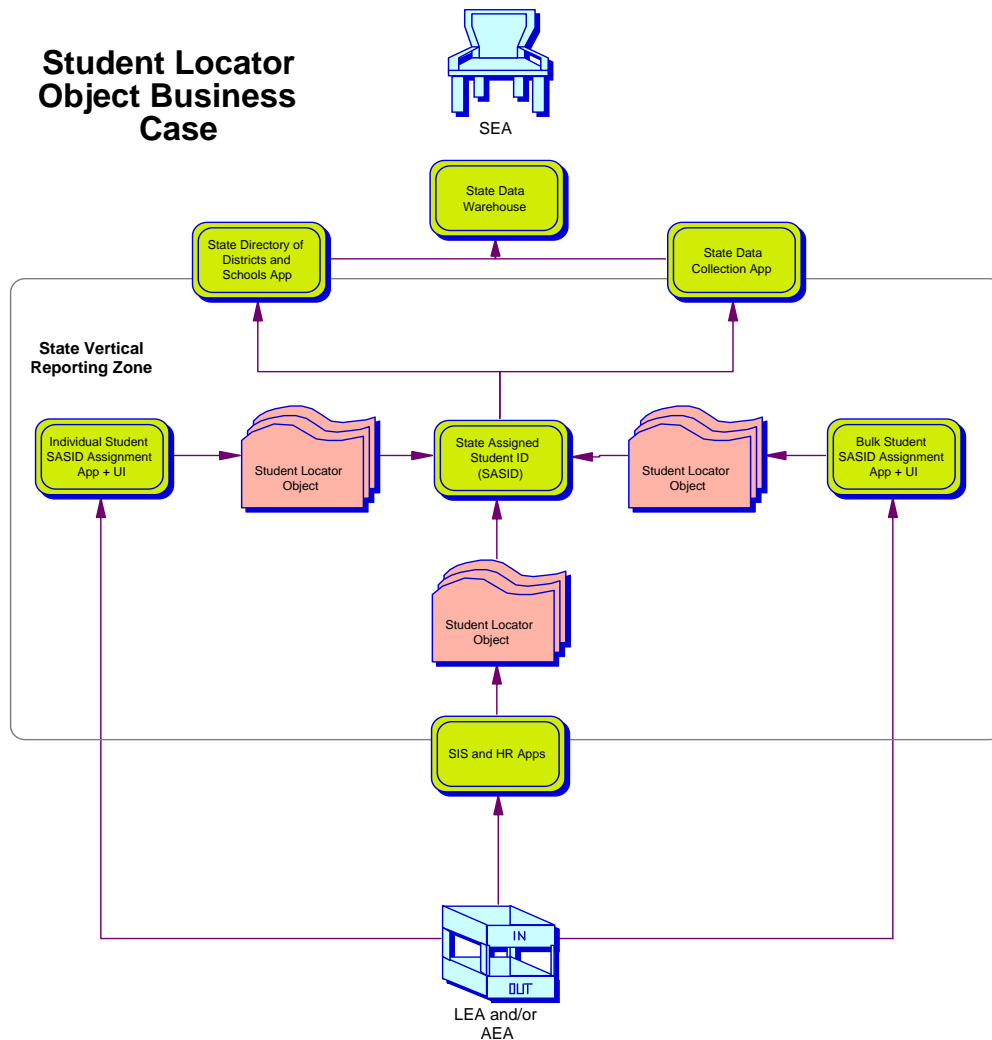 Student Locator
Object Business
Case
SEA
State Data
Warehouse
State Directory of
Districts and
Schools App
State Data
Collection App
State Vertical
Reporting Zone
Individual Student
SASID Assignment
App + UI
Student Locator
Object
State Assigned
Student ID
(SASID)
Student Locator
Object
Bulk Student
SASID Assignment
App + UI
Student Locator
Object
SIS and HR Apps
IN
OUT
LEA and/or
AEA